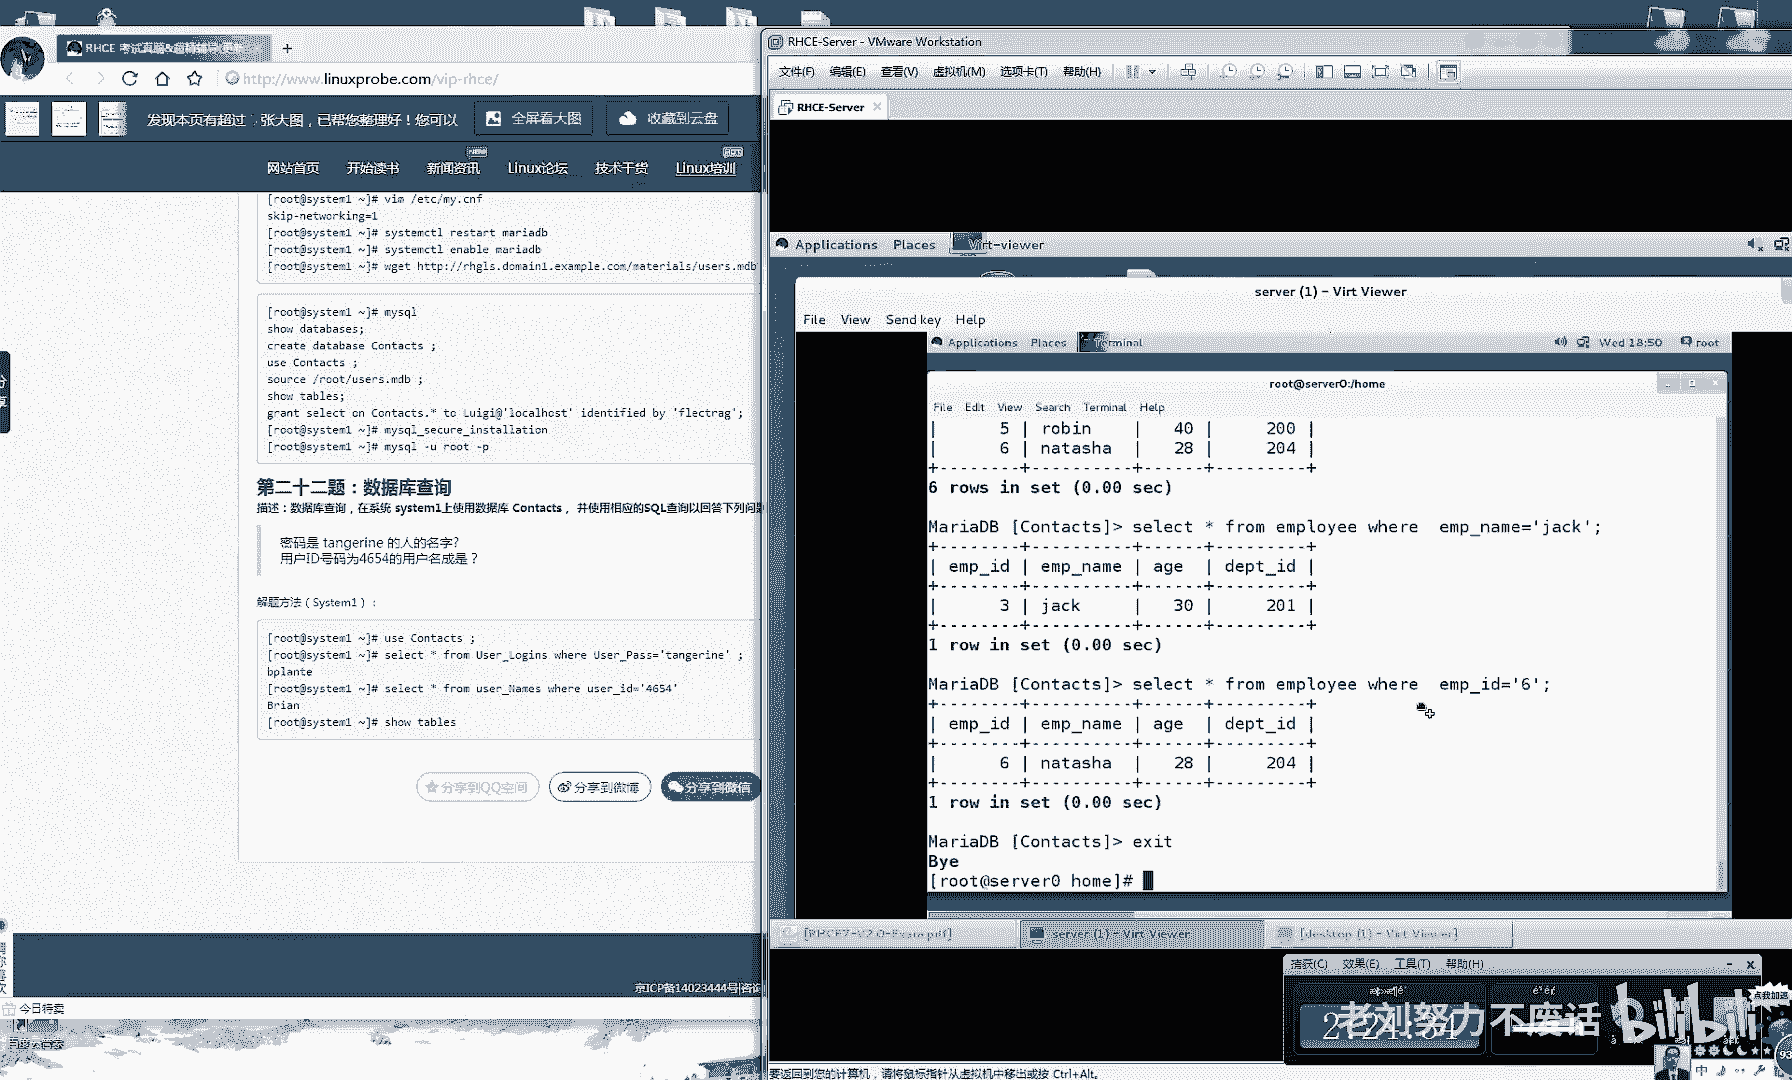 RHCE 考试真题&超精辅导(更新
http://www.linuxprobe.com/vip-rhce/
发现本页有超过
张大图，已帮您整理好！您可以
全屏看大图
收藏到云盘
网站首页
开始读书
新闻资讯
NEW
Linux论坛
技术干货
Linux培训
HOT
[root@system1 ~]# vim /etc/my.cnf
skip-networking=1
[root@system1 ~]# systemctl restart mariadb
[root@system1 ~]# systemctl enable mariadb
[root@system1 ~]# wget http://rhgls.domain1.example.com/materials/users.mdb
[root@system1 ~]# mysql
show databases;
create database Contacts ;
use Contacts ;
source /root/users.mdb ;
show tables;
grant select on Contacts.* to Luigi@'localhost' identified by 'flectrag';
[root@system1 ~]# mysql_secure_installation
[root@system1 ~]# mysql -u root -p
第二十二题：数据库查询
描述：数据库查询，在系统 system1上使用数据库 Contacts ，并使用相应的SQL查询以回答下列问题
密码是 tangerine 的人的名字?
用户ID号码为4654的用户名成是？
解题方法（System1）：
[root@system1 ~]# use Contacts ;
[root@system1 ~]# select * from User_Logins where User_Pass='tangerine' ;
bplante
[root@system1 ~]# select * from user_Names where user_id='4654'
Brian
[root@system1 ~]# show tables
分享到QQ空间
分享到微博
分享到微信
京ICP备14023444号|咨询
今日特卖
RHCE-Server - VMware Workstation
文件(F) 编辑(E) 查看(V) 虚拟机(M) 选项卡(T) 帮助(H)
RHCE-Server
Applications Places Virt-viewer
server (1) – Virt Viewer
File View Send key Help
Applications Places Terminal
Wed 18:50 root
root@server0:/home
File Edit View Search Terminal Help
| 5 | robin | 40 | 200 |
| 6 | natasha | 28 | 204 |
+--------+----------+------+---------+
6 rows in set (0.00 sec)
MariaDB [Contacts]> select * from employee where  emp_name='jack';
+--------+----------+------+---------+
| emp_id | emp_name | age | dept_id |
+--------+----------+------+---------+
| 3 | jack | 30 | 201 |
+--------+----------+------+---------+
1 row in set (0.00 sec)
MariaDB [Contacts]> select * from employee where  emp_id='6';
+--------+----------+------+---------+
| emp_id | emp_name | age | dept_id |
+--------+----------+------+---------+
| 6 | natasha | 28 | 204 |
+--------+----------+------+---------+
1 row in set (0.00 sec)
MariaDB [Contacts]> exit
Bye
[root@server0 home]#
[RHCE7-V2.0-Exam.pdf]
server (1) – Virt Viewer
[desktop (1) – Virt Viewer]
捕获(C) 效果(E) 工具(T) 帮助(H)
点我加速
老刘努力不废话
bilibili
93
中
要返回到您的计算机，请将鼠标指针从虚拟机中移出或按 Ctrl+Alt。